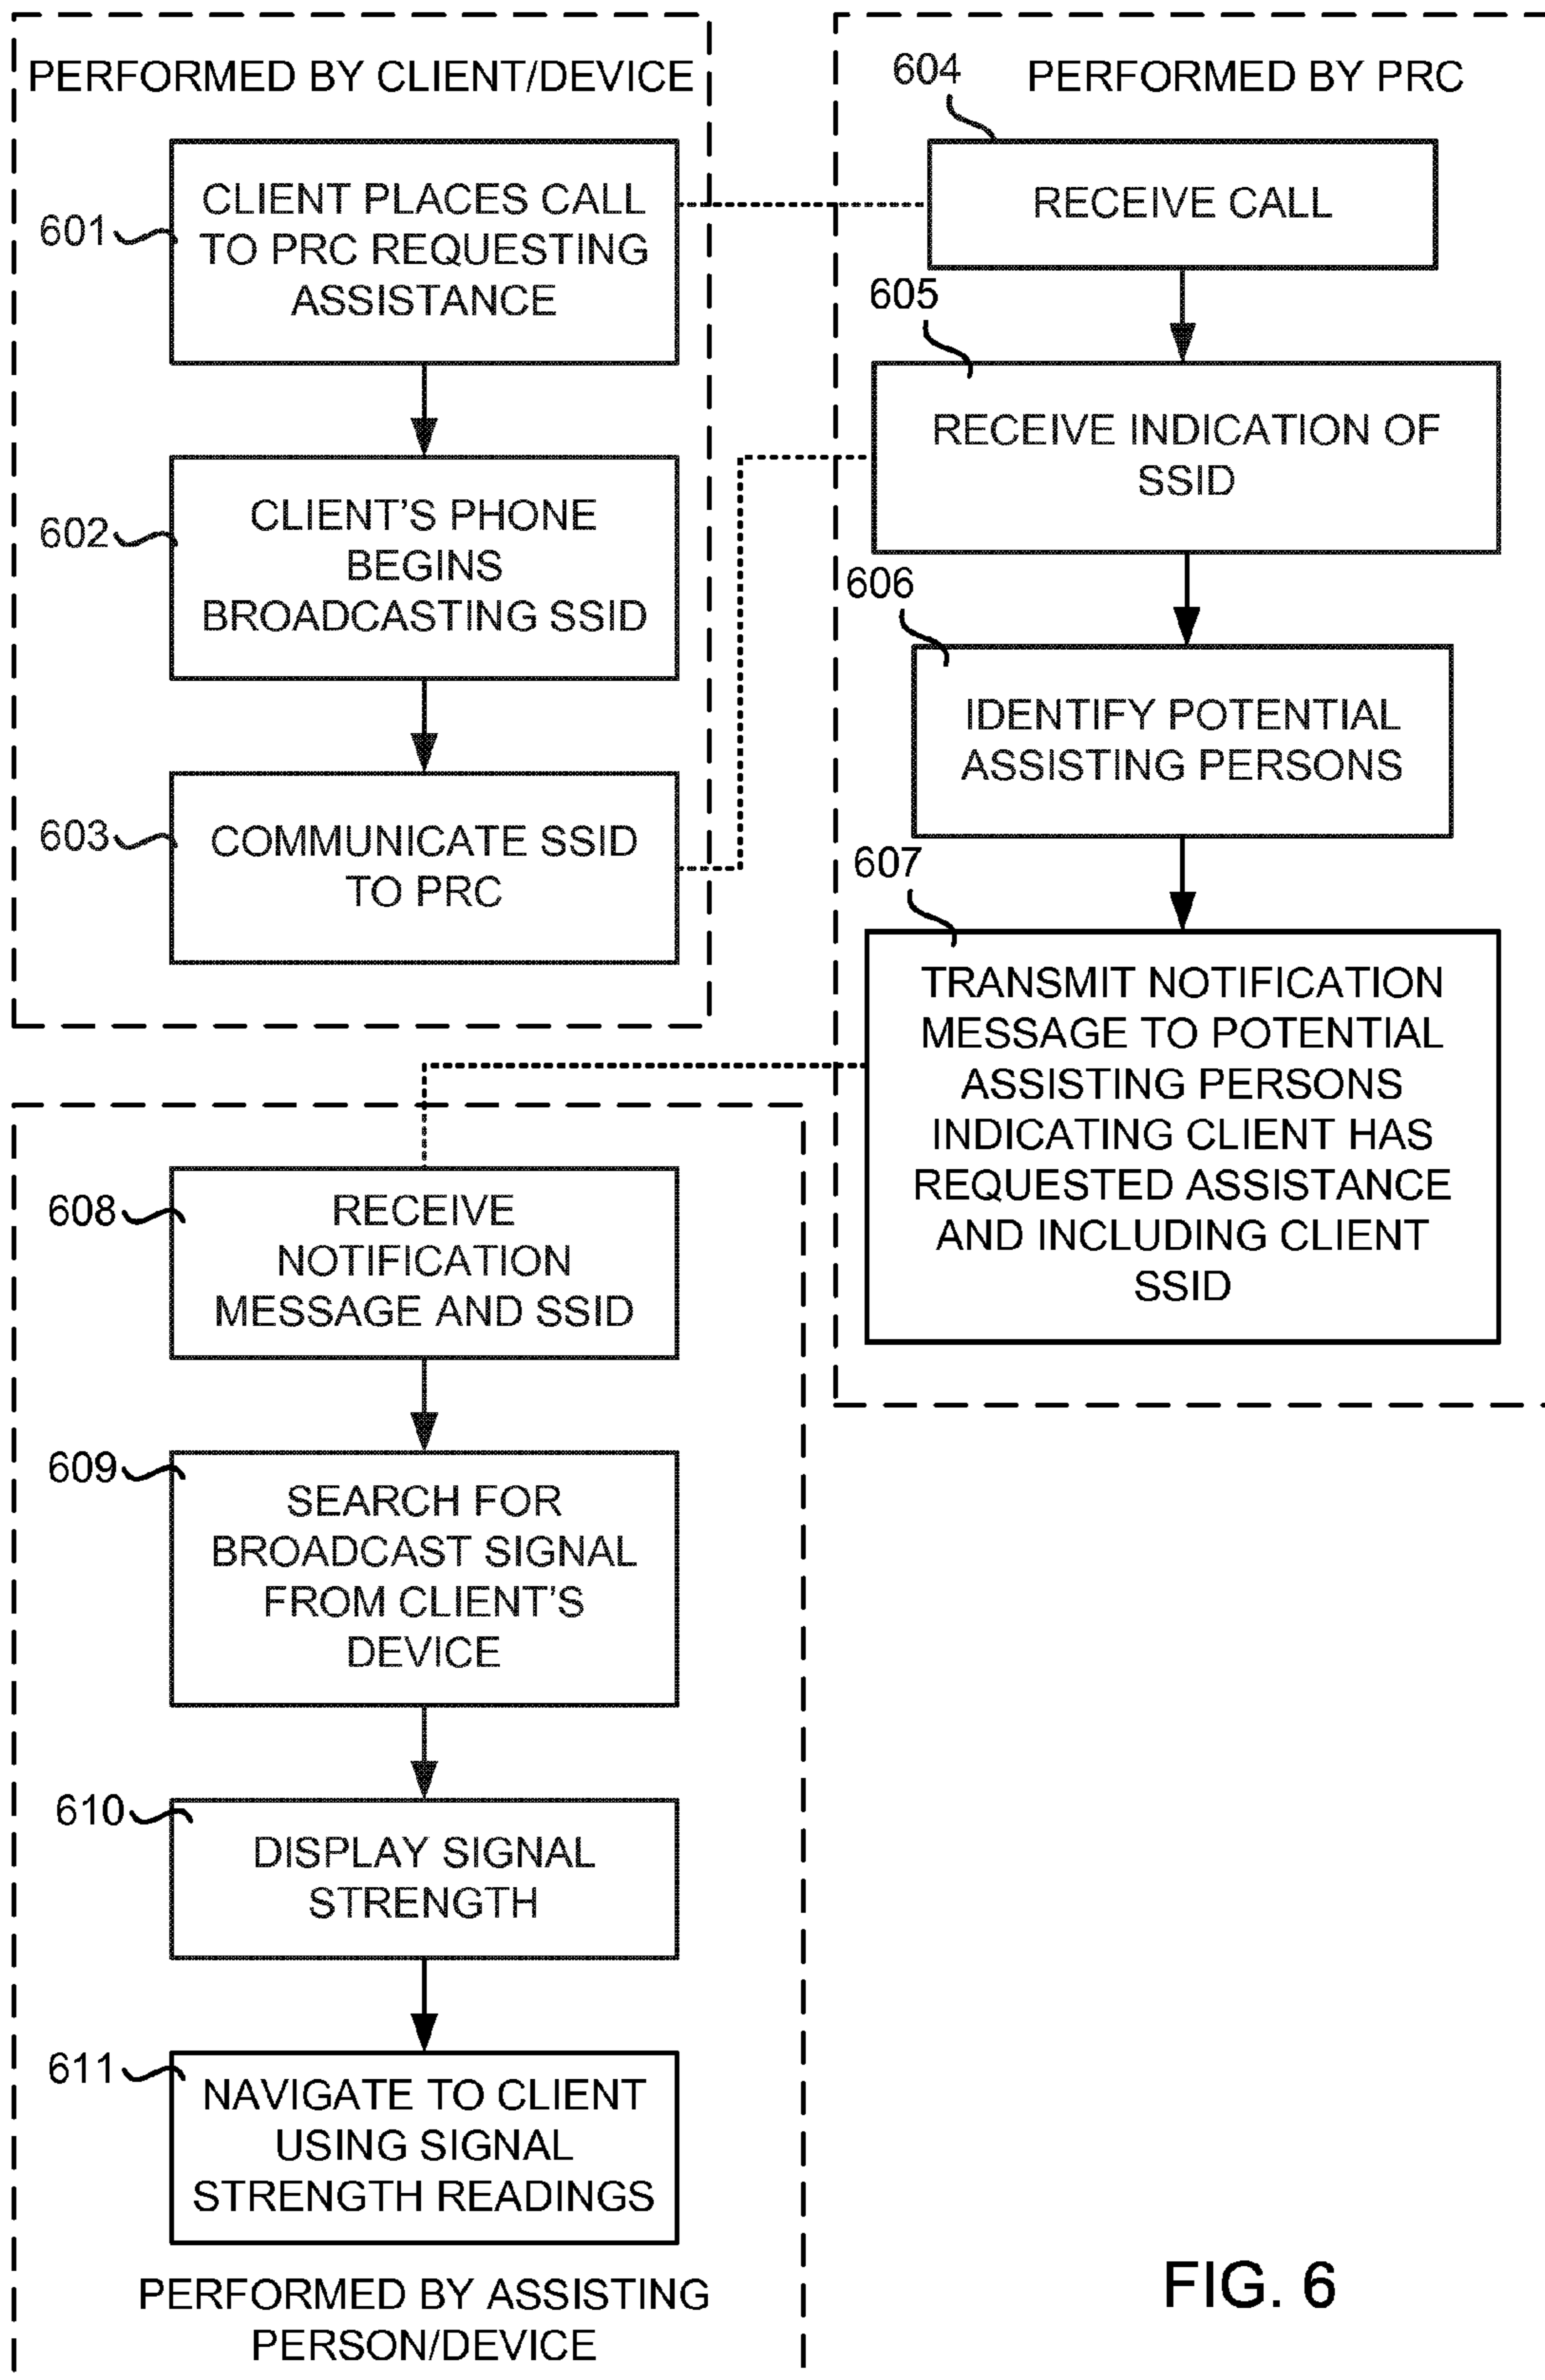 PERFORMED BY CLIENT/DEVICE
601
CLIENT PLACES CALL
TO PRC REQUESTING
ASSISTANCE
602
CLIENT'S PHONE
BEGINS
BROADCASTING SSID
603
COMMUNICATE SSID
TO PRC
PERFORMED BY PRC
604
RECEIVE CALL
605
RECEIVE INDICATION OF
SSID
606
IDENTIFY POTENTIAL
ASSISTING PERSONS
607
TRANSMIT NOTIFICATION
MESSAGE TO POTENTIAL
ASSISTING PERSONS
INDICATING CLIENT HAS
REQUESTED ASSISTANCE
AND INCLUDING CLIENT
SSID
608
RECEIVE
NOTIFICATION
MESSAGE AND SSID
609
SEARCH FOR
BROADCAST SIGNAL
FROM CLIENT'S
DEVICE
610
DISPLAY SIGNAL
STRENGTH
611
NAVIGATE TO CLIENT
USING SIGNAL
STRENGTH READINGS
PERFORMED BY ASSISTING
PERSON/DEVICE
FIG. 6